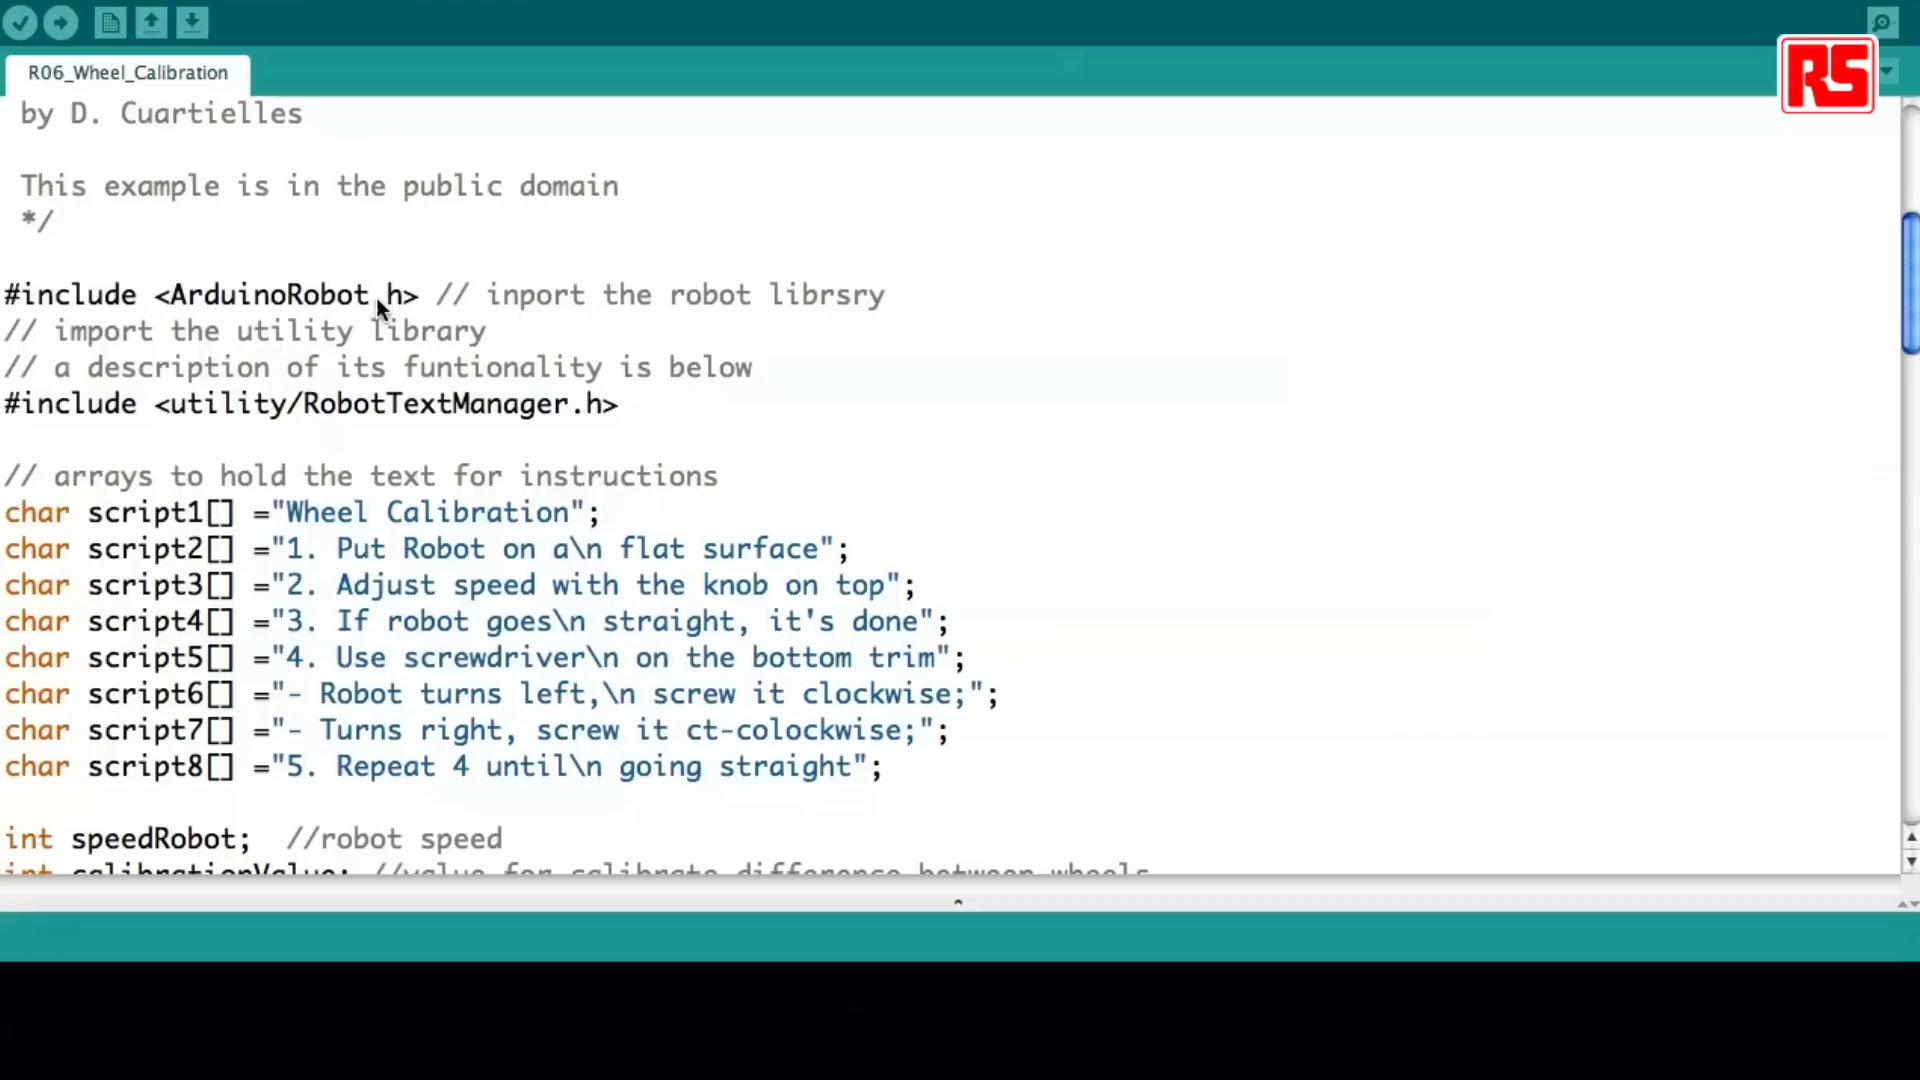 RS
R06_Wheel_Calibration
by D. Cuartielles
This example is in the public domain
*/
#include <ArduinoRobot.h> // inport the robot librsry
// import the utility library
// a description of its funtionality is below
#include <utility/RobotTextManager.h>
// arrays to hold the text for instructions
char script1[] ="Wheel Calibration";
char script2[] ="1. Put Robot on a\n flat surface";
char script3[] ="2. Adjust speed with the knob on top";
char script4[] ="3. If robot goes\n straight, it's done";
char script5[] ="4. Use screwdriver\n on the bottom trim";
char script6[] ="- Robot turns left,\n screw it clockwise;";
char script7[] ="- Turns right, screw it ct-colockwise;";
char script8[] ="5. Repeat 4 until\n going straight";
int speedRobot;  //robot speed
int calibrationValue; //value for calibrate difference between wheels